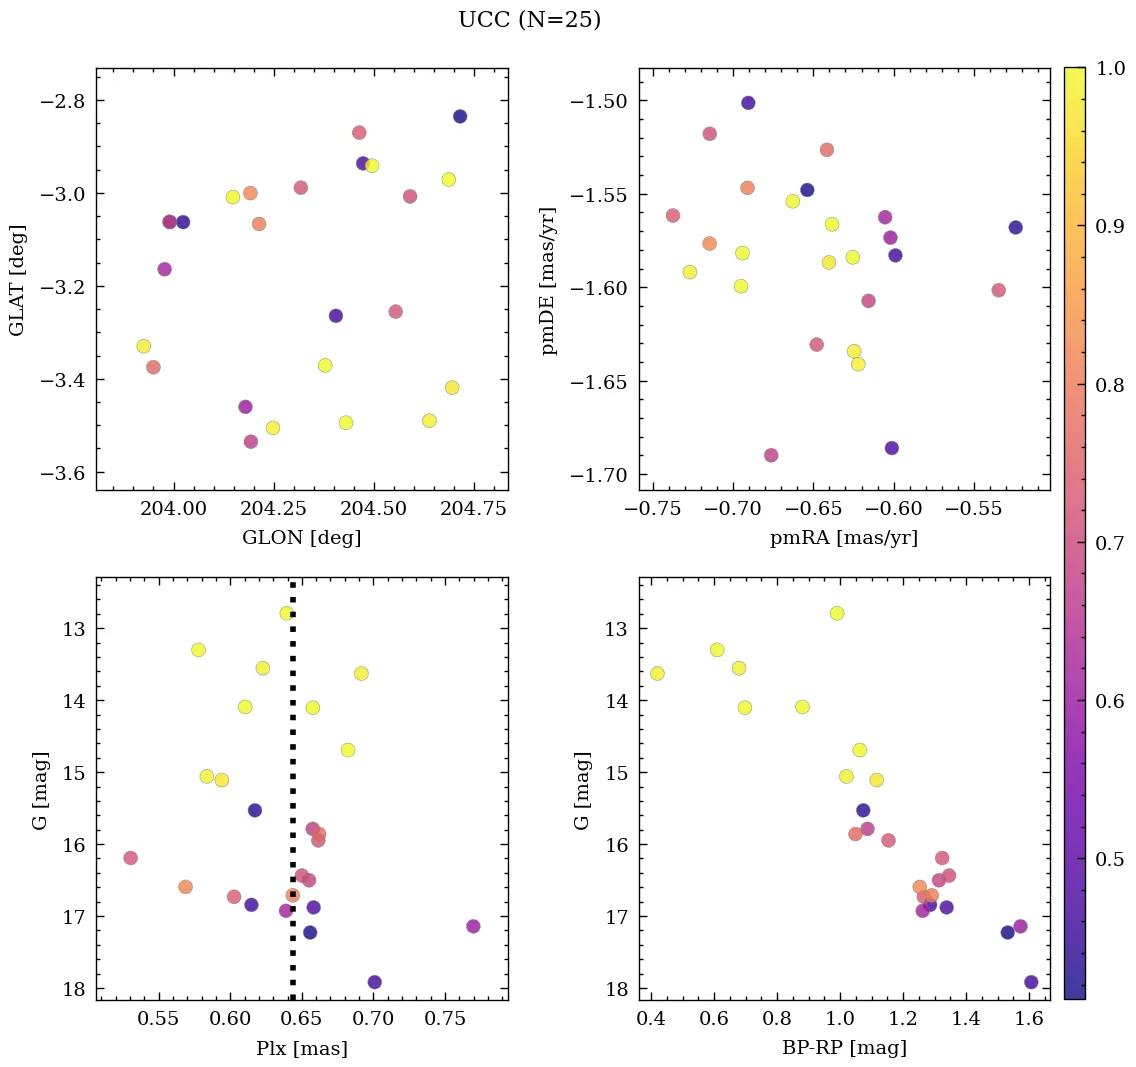 UCC (N=25)
−2.8
−3.0
−3.2
−3.4
−3.6
GLAT [deg]
204.00 204.25 204.50 204.75
GLON [deg]
−1.50
−1.55
−1.60
−1.65
−1.70
pmDE [mas/yr]
−0.75 −0.70 −0.65 −0.60 −0.55
pmRA [mas/yr]
1.0
0.9
0.8
0.7
0.6
0.5
13
14
15
16
17
18
G [mag]
0.55 0.60 0.65 0.70 0.75
Plx [mas]
13
14
15
16
17
18
G [mag]
0.4 0.6 0.8 1.0 1.2 1.4 1.6
BP-RP [mag]